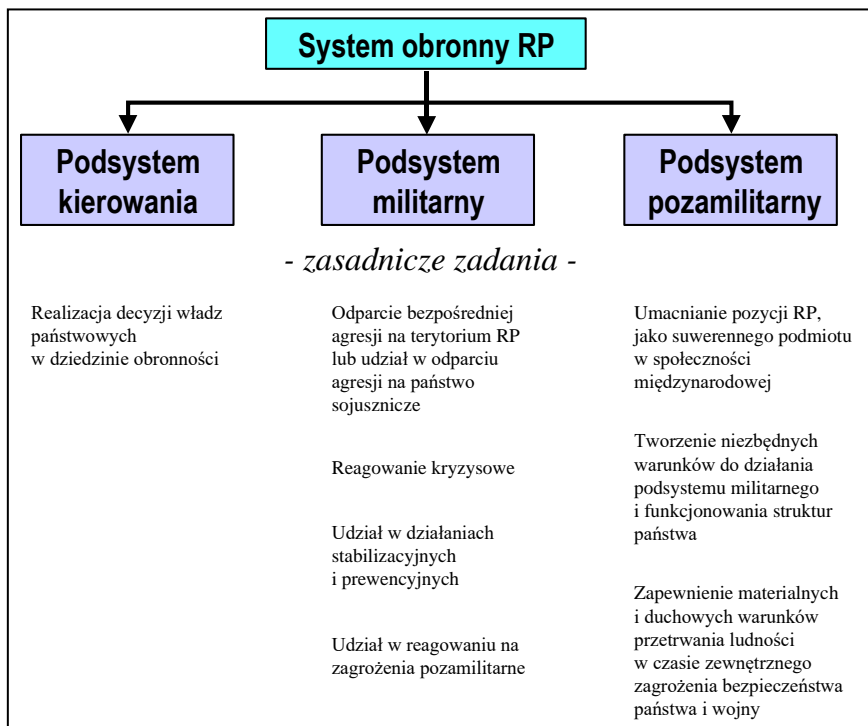 System obronny RP
Podsystem
kierowania
Podsystem
militarny
Podsystem
pozamilitarny
- zasadnicze zadania -
Realizacja decyzji władz
państwowych
w dziedzinie obronności
Odparcie bezpośredniej
agresji na terytorium RP
lub udział w odparciu
agresji na państwo
sojusznicze
Reagowanie kryzysowe
Udział w działaniach
stabilizacyjnych
i prewencyjnych
Udział w reagowaniu na
zagrożenia pozamilitarne
Umacnianie pozycji RP,
jako suwerennego podmiotu
w społeczności
międzynarodowej
Tworzenie niezbędnych
warunków do działania
podsystemu militarnego
i funkcjonowania struktur
państwa
Zapewnienie materialnych
i duchowych warunków
przetrwania ludności
w czasie zewnętrznego
zagrożenia bezpieczeństwa
państwa i wojny